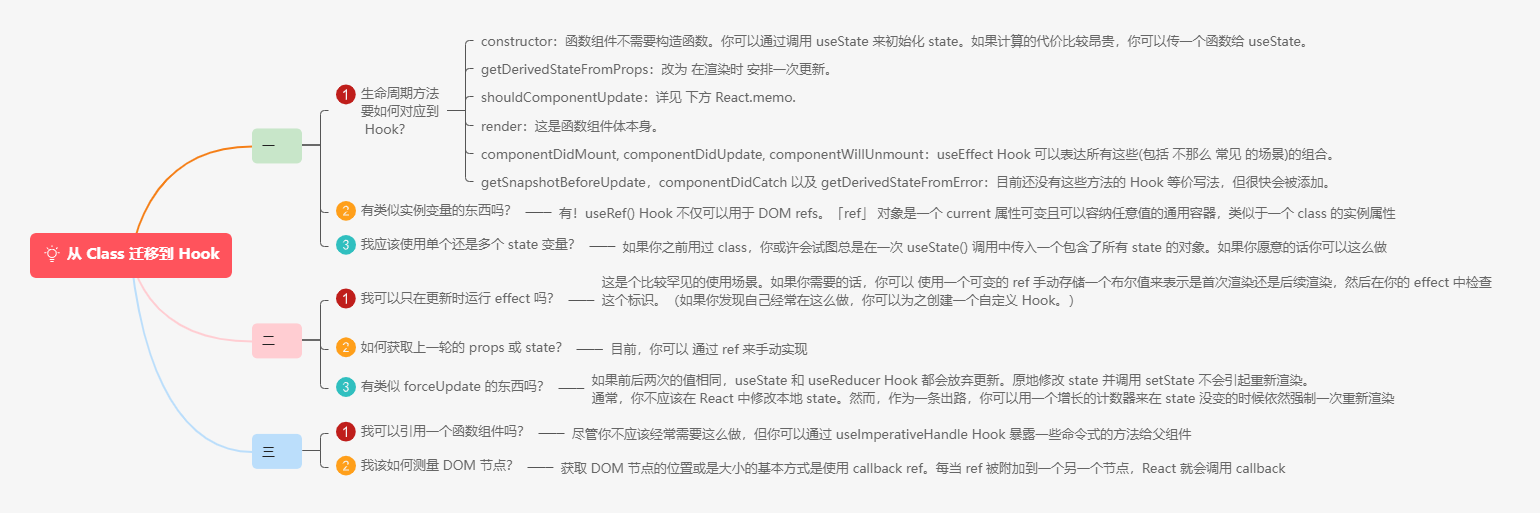 从 Class 迁移到 Hook
一
1
生命周期方法
要如何对应到
Hook?
constructor：函数组件不需要构造函数。你可以通过调用 useState 来初始化 state。如果计算的代价比较昂贵，你可以传一个函数给 useState。
getDerivedStateFromProps：改为 在渲染时 安排一次更新。
shouldComponentUpdate：详见 下方 React.memo.
render：这是函数组件体本身。
componentDidMount, componentDidUpdate, componentWillUnmount：useEffect Hook 可以表达所有这些(包括 不那么 常见 的场景)的组合。
getSnapshotBeforeUpdate，componentDidCatch 以及 getDerivedStateFromError：目前还没有这些方法的 Hook 等价写法，但很快会被添加。
2
有类似实例变量的东西吗？
有！useRef() Hook 不仅可以用于 DOM refs。「ref」 对象是一个 current 属性可变且可以容纳任意值的通用容器，类似于一个 class 的实例属性
3
我应该使用单个还是多个 state 变量？
如果你之前用过 class，你或许会试图总是在一次 useState() 调用中传入一个包含了所有 state 的对象。如果你愿意的话你可以这么做
二
1
我可以只在更新时运行 effect 吗？
这是个比较罕见的使用场景。如果你需要的话，你可以 使用一个可变的 ref 手动存储一个布尔值来表示是首次渲染还是后续渲染，然后在你的 effect 中检查
这个标识。（如果你发现自己经常在这么做，你可以为之创建一个自定义 Hook。）
2
如何获取上一轮的 props 或 state？
目前，你可以 通过 ref 来手动实现
3
有类似 forceUpdate 的东西吗？
如果前后两次的值相同，useState 和 useReducer Hook 都会放弃更新。原地修改 state 并调用 setState 不会引起重新渲染。
通常，你不应该在 React 中修改本地 state。然而，作为一条出路，你可以用一个增长的计数器来在 state 没变的时候依然强制一次重新渲染
三
1
我可以引用一个函数组件吗？
尽管你不应该经常需要这么做，但你可以通过 useImperativeHandle Hook 暴露一些命令式的方法给父组件
2
我该如何测量 DOM 节点？
获取 DOM 节点的位置或是大小的基本方式是使用 callback ref。每当 ref 被附加到一个另一个节点，React 就会调用 callback